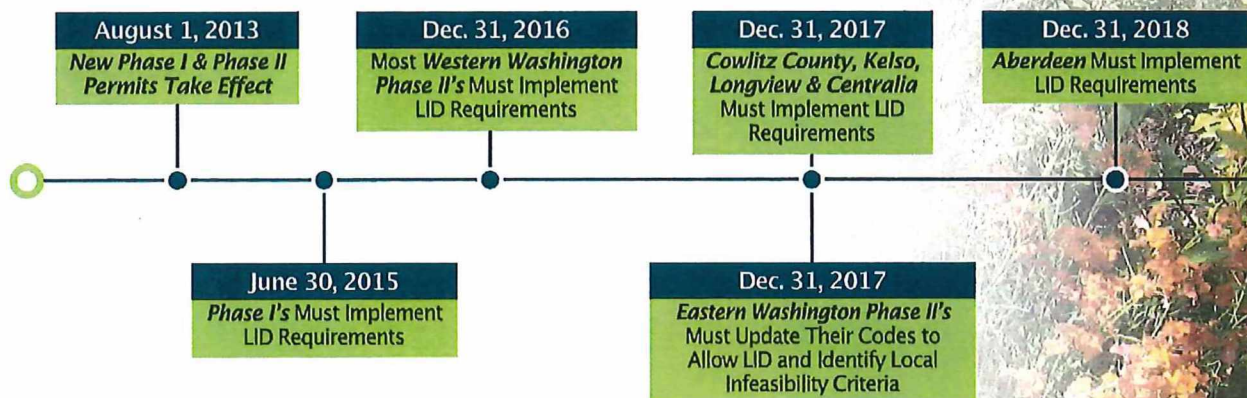 August 1, 2013
New Phase I & Phase II
Permits Take Effect
June 30, 2015
Phase I's Must Implement
LID Requirements
Dec. 31, 2016
Most Western Washington
Phase II's Must Implement
LID Requirements
Dec. 31, 2017
Cowlitz County, Kelso,
Longview & Centralia
Must Implement LID
Requirements
Dec. 31, 2017
Eastern Washington Phase II's
Must Update Their Codes to
Allow LID and Identify Local
Infeasibility Criteria
Dec. 31, 2018
Aberdeen Must Implement
LID Requirements